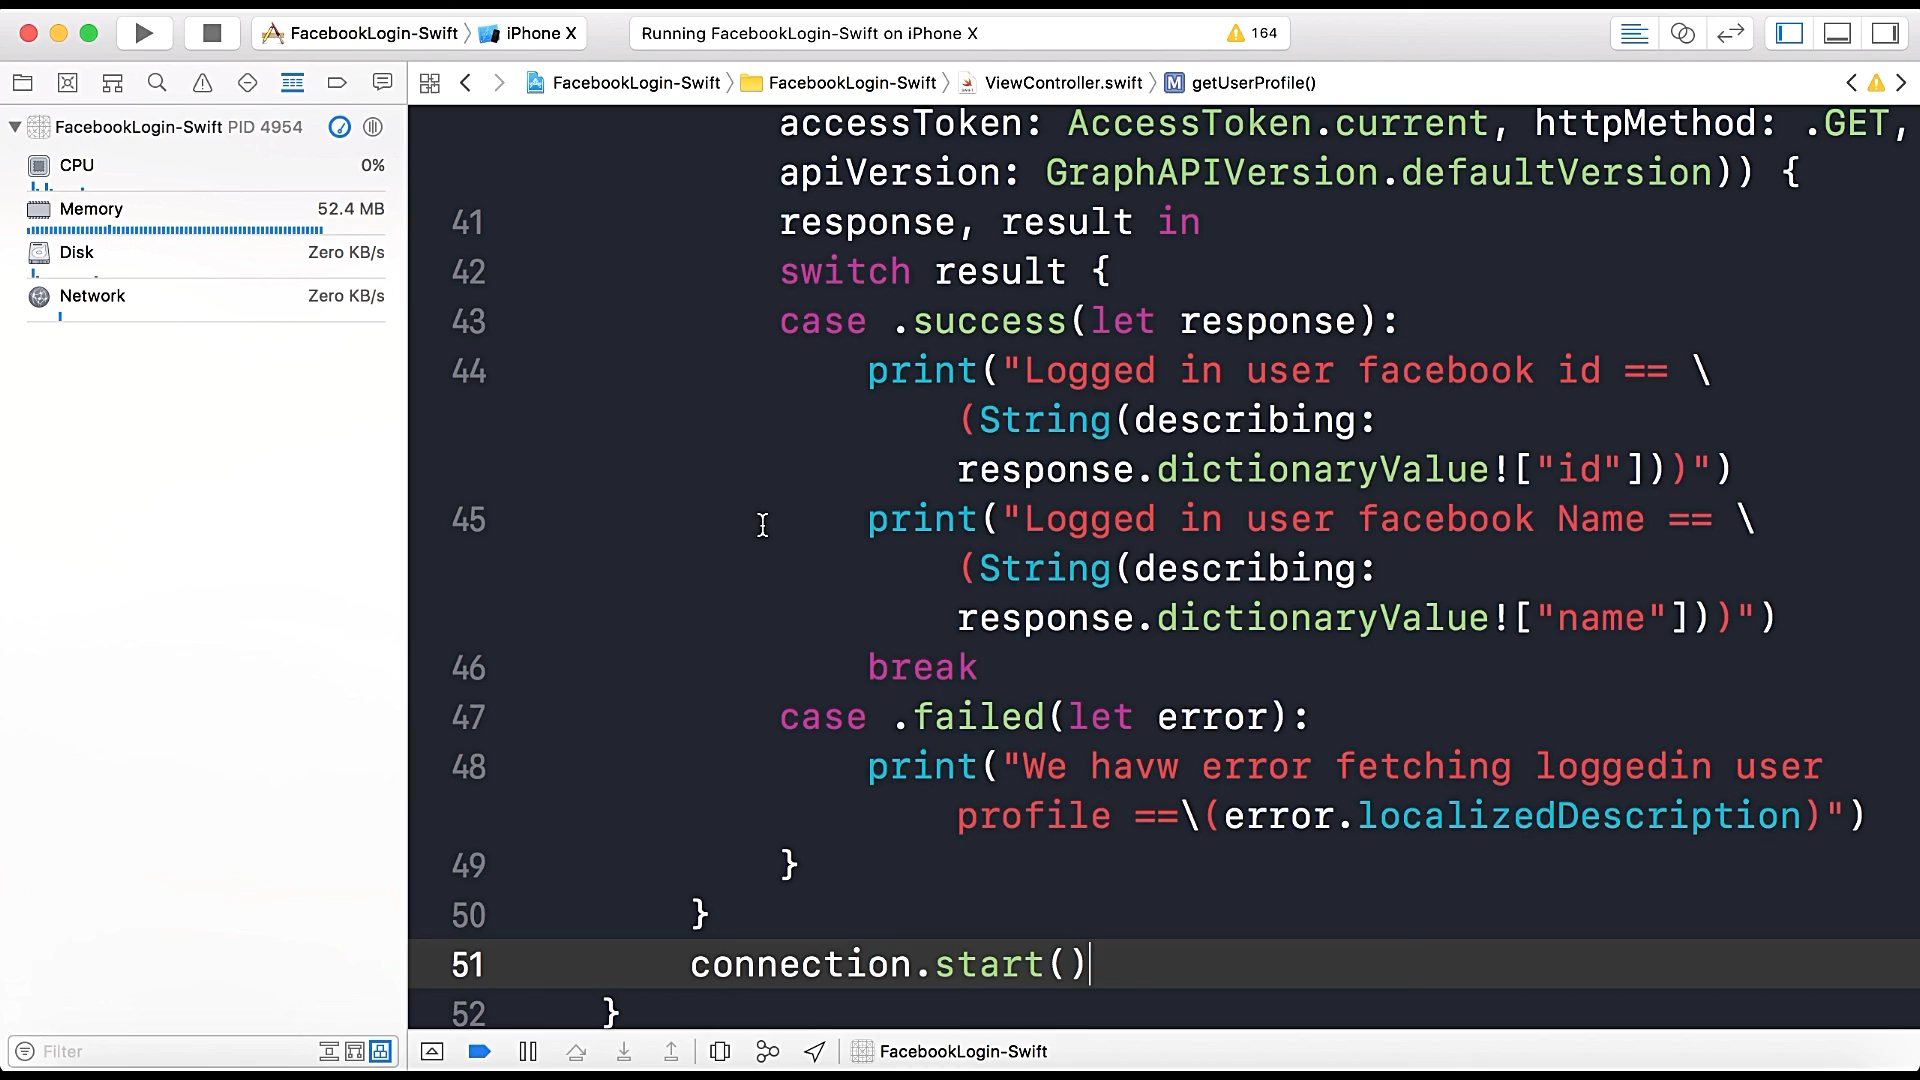 FacebookLogin-Swift 〉 iPhone X
Running FacebookLogin-Swift on iPhone X
164
FacebookLogin-Swift 〉 FacebookLogin-Swift 〉 ViewController.swift 〉 M getUserProfile()
FacebookLogin-Swift PID 4954
CPU 0%
Memory 52.4 MB
Disk Zero KB/s
Network Zero KB/s
accessToken: AccessToken.current, httpMethod: .GET,
apiVersion: GraphAPIVersion.defaultVersion)) {
41 response, result in
42 switch result {
43 case .success(let response):
44 print("Logged in user facebook id == \
(String(describing:
response.dictionaryValue!["id"]))")
45 print("Logged in user facebook Name == \
(String(describing:
response.dictionaryValue!["name"]))")
46 break
47 case .failed(let error):
48 print("We havw error fetching loggedin user
profile ==\(error.localizedDescription)")
49 }
50 }
51 connection.start()
52 }
Filter
FacebookLogin-Swift